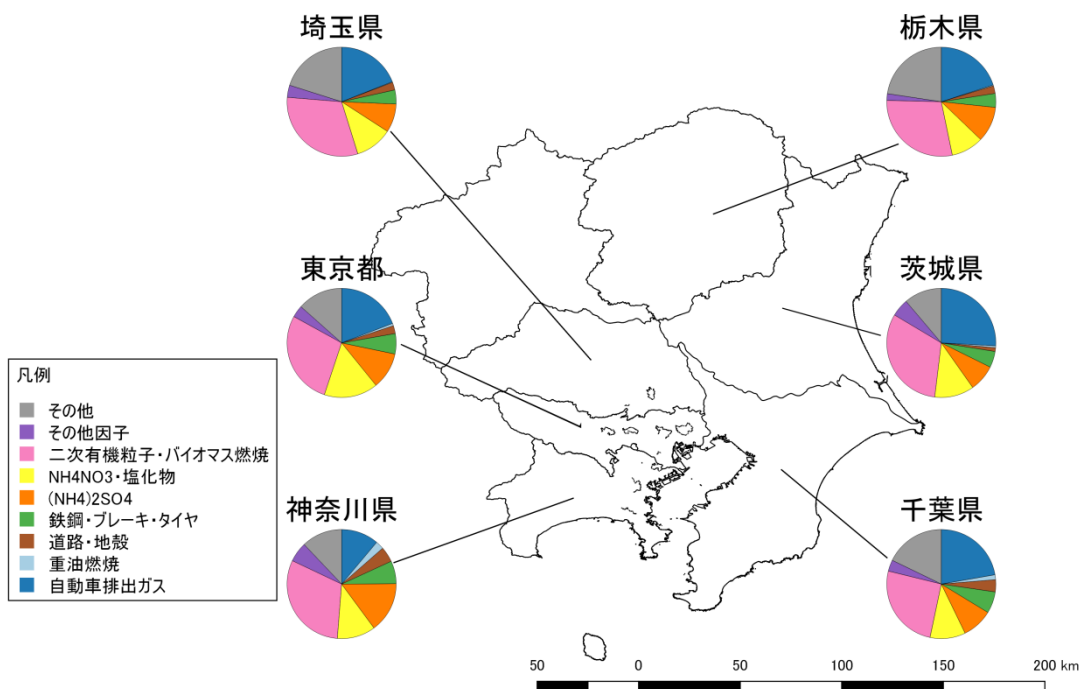 埼玉県
栃木県
東京都
茨城県
凡例
その他
その他因子
二次有機粒子・バイオマス燃焼
NH4NO3・塩化物
(NH4)2SO4
鉄鋼・ブレーキ・タイヤ
道路・地殻
重油燃焼
自動車排出ガス
神奈川県
千葉県
50 0 50 100 150 200 km